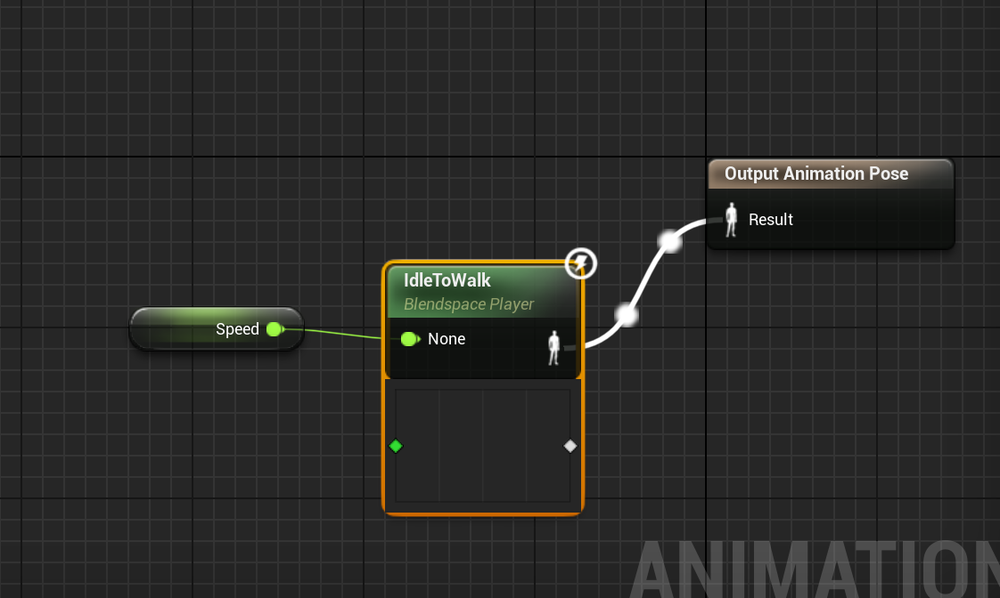 Output Animation Pose
Result
IdleToWalk
Blendspace Player
Speed
None
ANIMATION